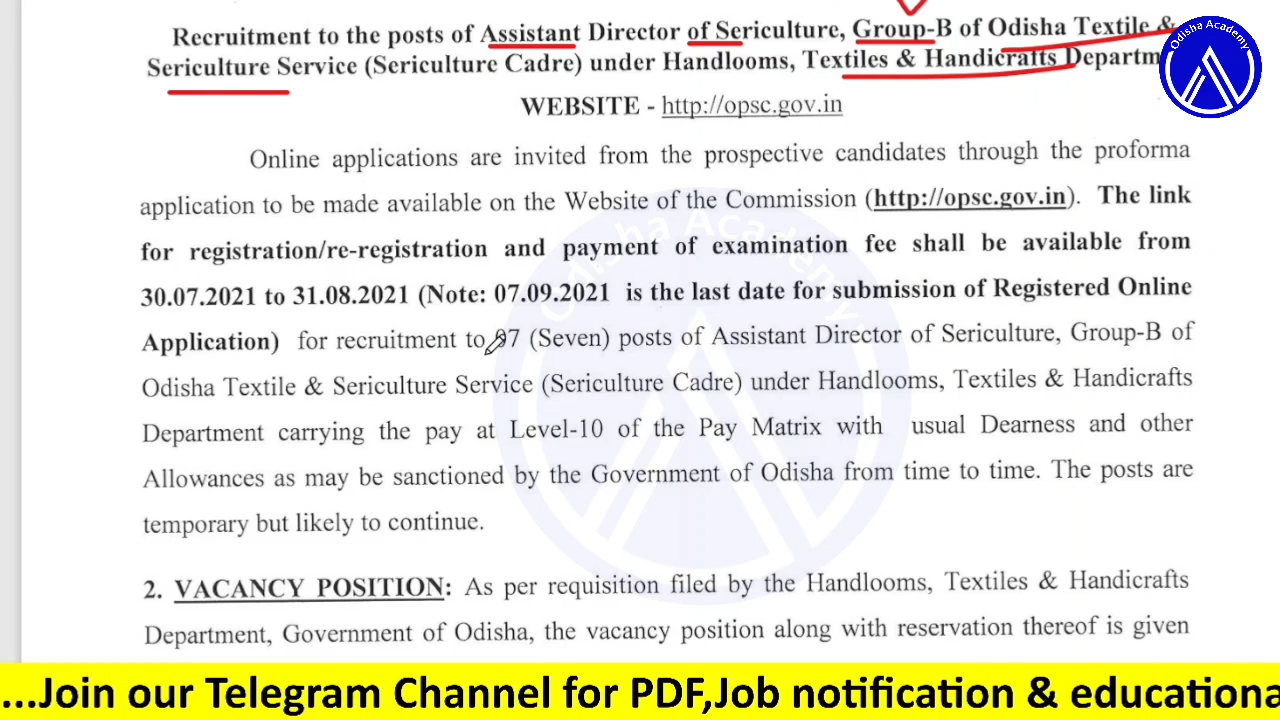 Recruitment to the posts of Assistant Director of Sericulture, Group-B of Odisha Textile &
Sericulture Service (Sericulture Cadre) under Handlooms, Textiles & Handicrafts
Odisha Academy
WEBSITE - http://opsc.gov.in
Online applications are invited from the prospective candidates through the proforma
application to be made available on the Website of the Commission (http://opsc.gov.in). The link
for registration/re-registration and payment of examination fee shall be available from
30.07.2021 to 31.08.2021 (Note: 07.09.2021 is the last date for submission of Registered Online
Application) for recruitment to 07 (Seven) posts of Assistant Director of Sericulture, Group-B of
Odisha Textile & Sericulture Service (Sericulture Cadre) under Handlooms, Textiles & Handicrafts
Department carrying the pay at Level-10 of the Pay Matrix with usual Dearness and other
Allowances as may be sanctioned by the Government of Odisha from time to time. The posts are
temporary but likely to continue.
Odisha Academy
2. VACANCY POSITION: As per requisition filed by the Handlooms, Textiles & Handicrafts
Department, Government of Odisha, the vacancy position along with reservation thereof is given
...Join our Telegram Channel for PDF,Job notification & educationa